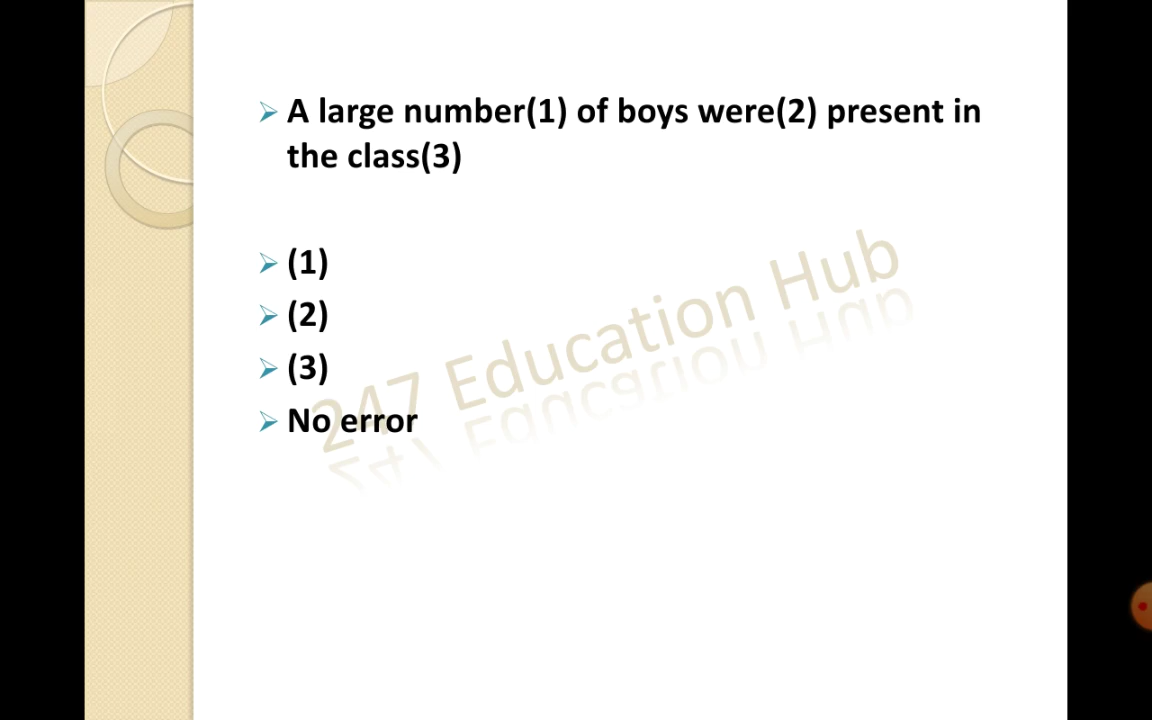 A large number(1) of boys were(2) present in
the class(3)
(1)
(2)
(3)
No error
247 Education Hub